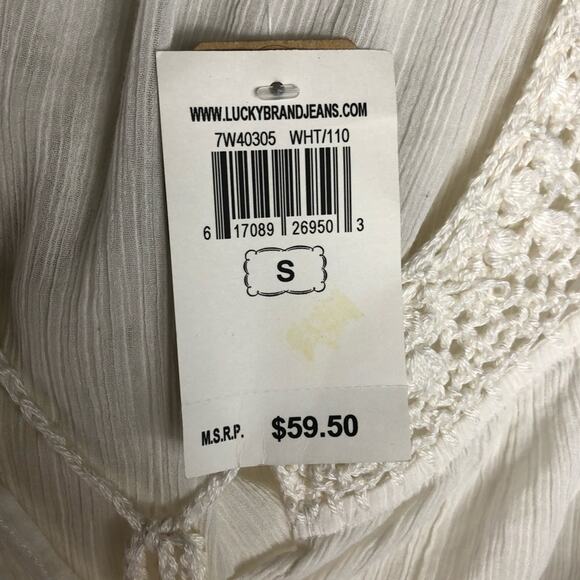 WWW.LUCKYBRANDJEANS.COM
7W40305 WHT/110
6 17089 26950 3
S
M.S.R.P. $59.50